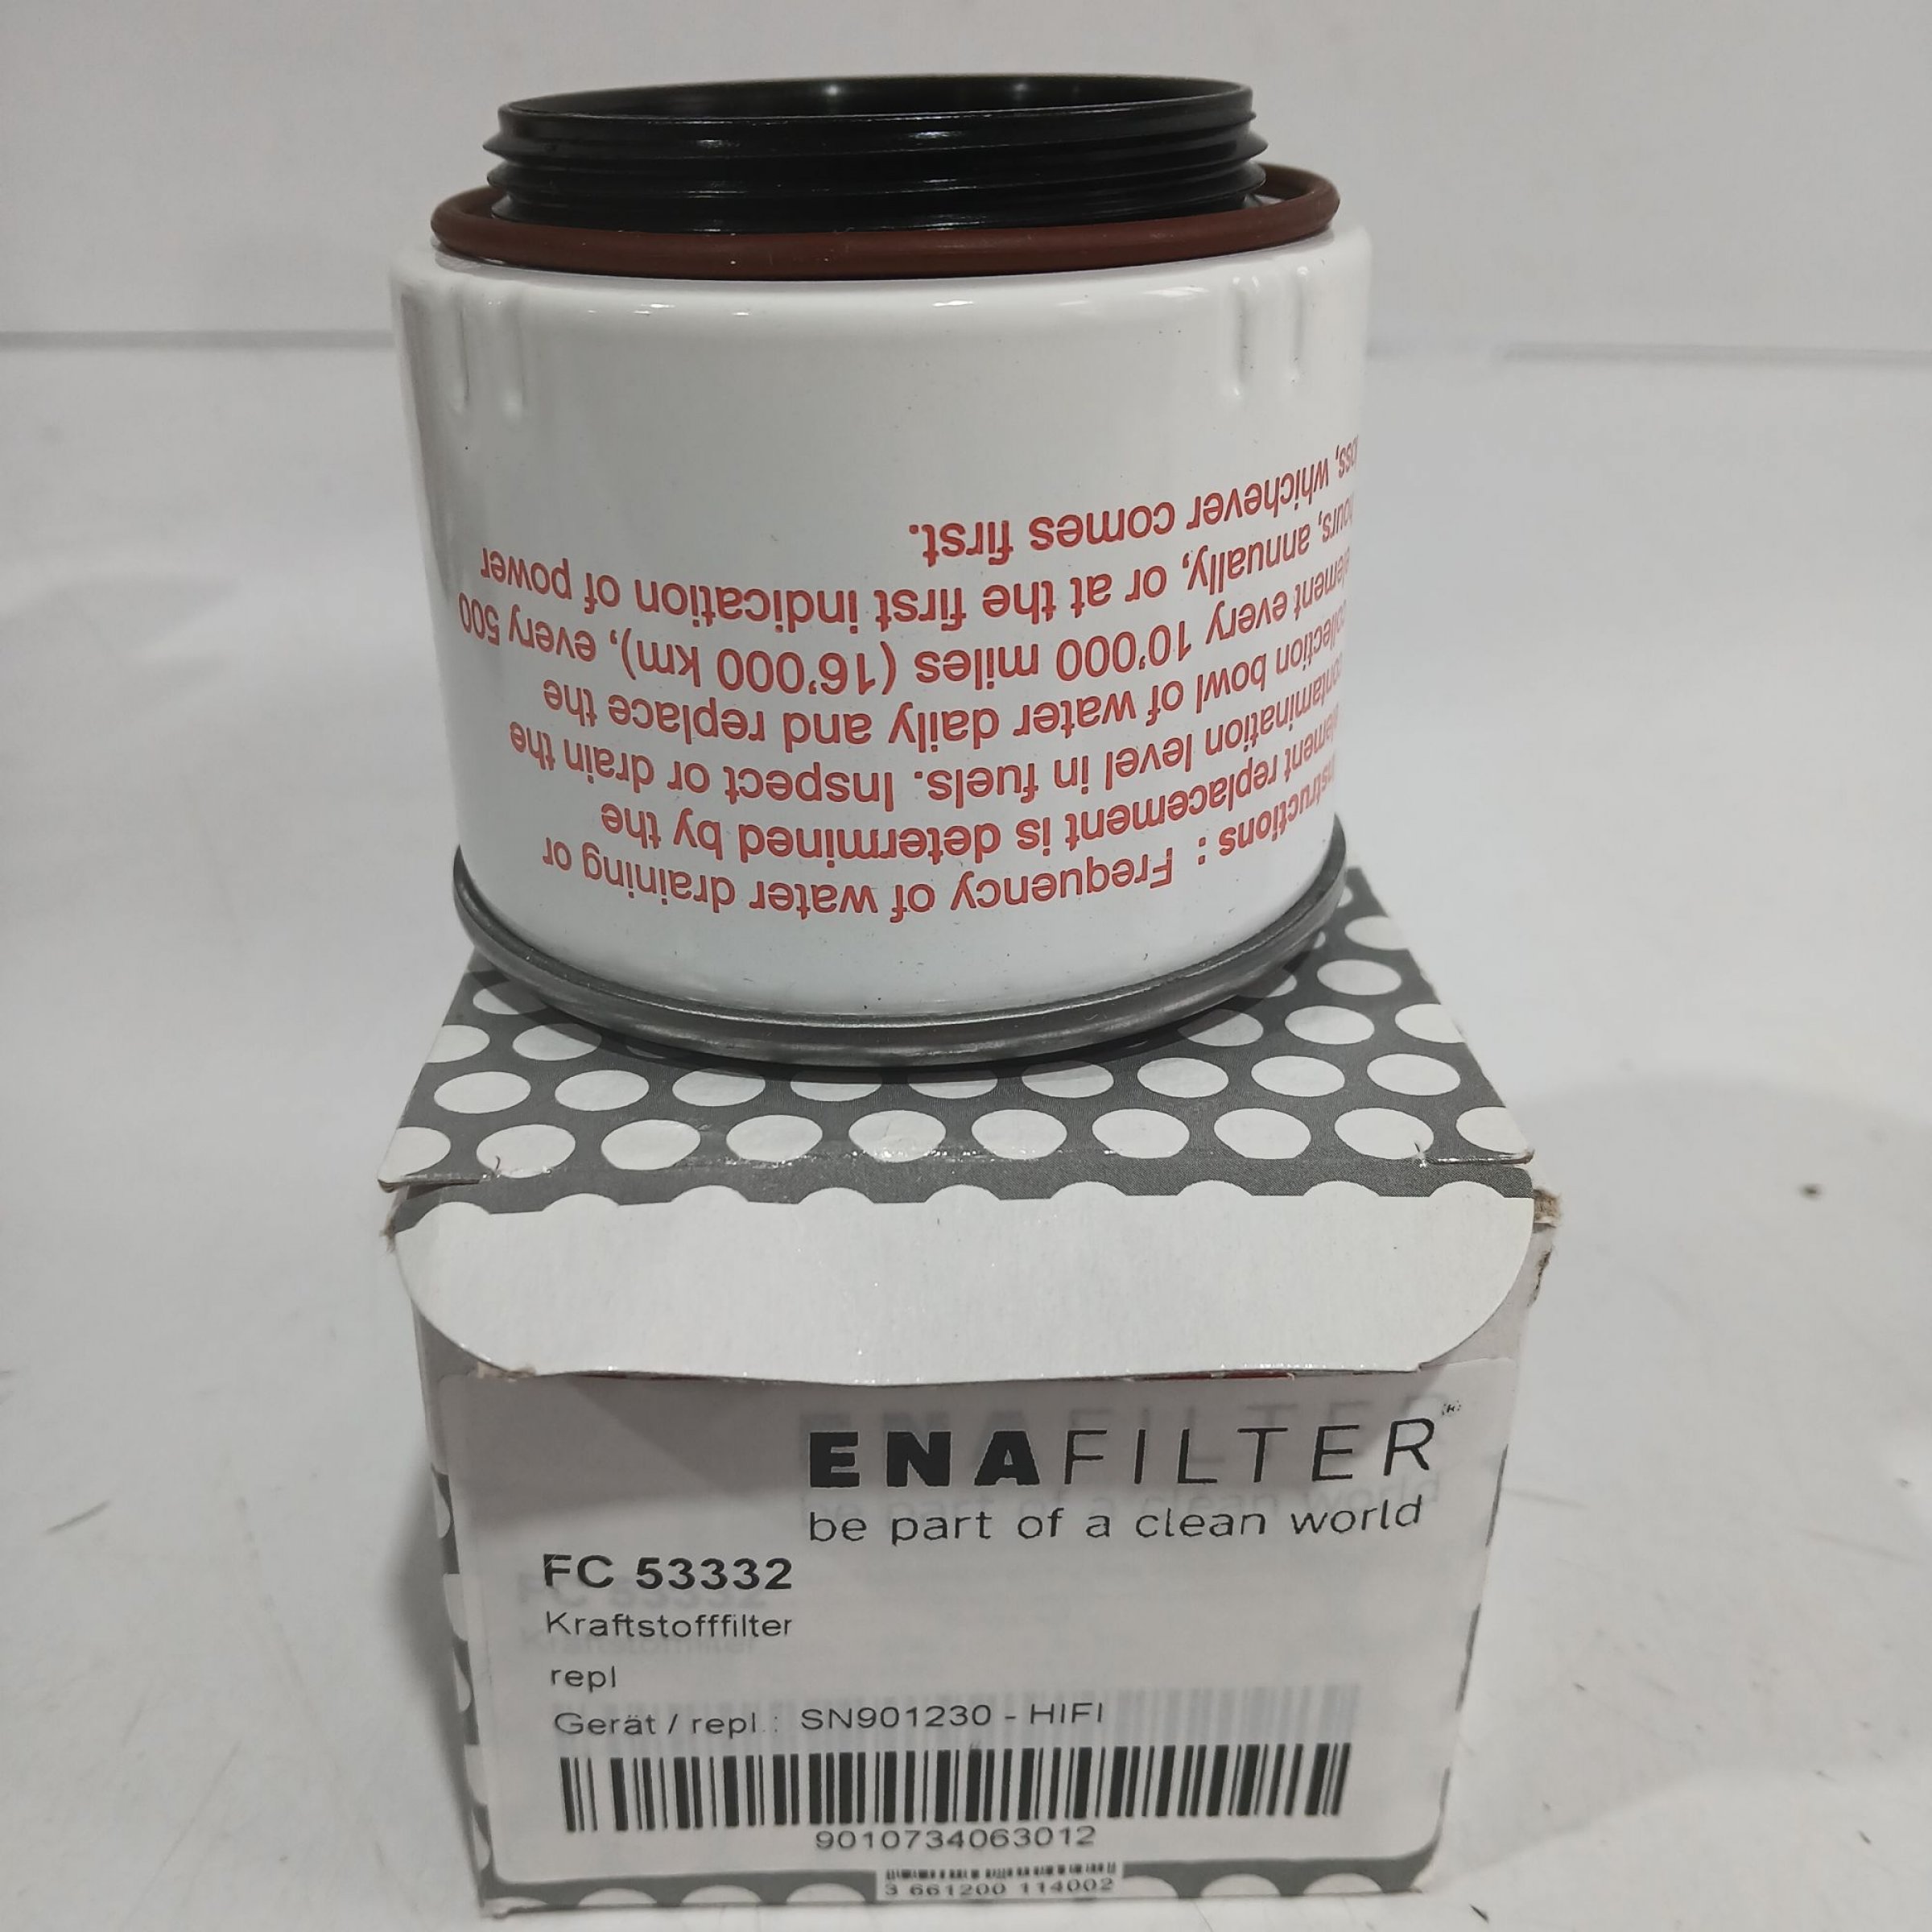 Instructions : Frequency of water draining or
element replacement is determined by the
contamination level in fuels. Inspect or drain the
collection bowl of water daily and replace the
element every 10'000 miles (16'000 km), every 500
hours, annually, or at the first indication of power
loss, whichever comes first.
ENAFILTER
be part of a clean world
FC 53332
Kraftstofffilter
repl
Gerät / repl.: SN901230 - HIFI
9010734063012
3 661200 114002